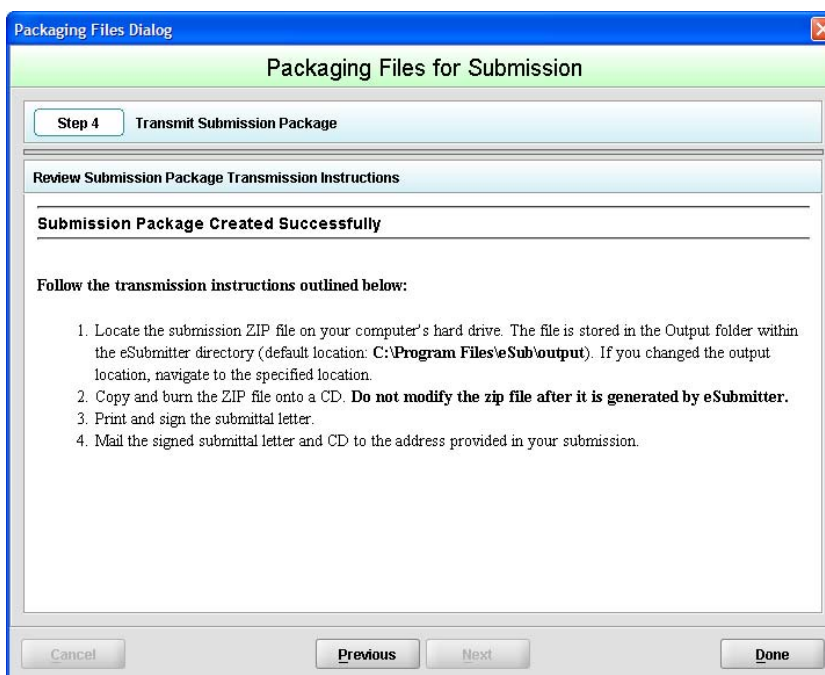 Packaging Files Dialog
Packaging Files for Submission
Step 4 Transmit Submission Package
Review Submission Package Transmission Instructions
Submission Package Created Successfully
Follow the transmission instructions outlined below:
1. Locate the submission ZIP file on your computer's hard drive. The file is stored in the Output folder within
the eSubmitter directory (default location: C:\Program Files\eSub\output). If you changed the output
location, navigate to the specified location.
2. Copy and burn the ZIP file onto a CD. Do not modify the zip file after it is generated by eSubmitter.
3. Print and sign the submittal letter.
4. Mail the signed submittal letter and CD to the address provided in your submission.
Cancel Previous Next Done